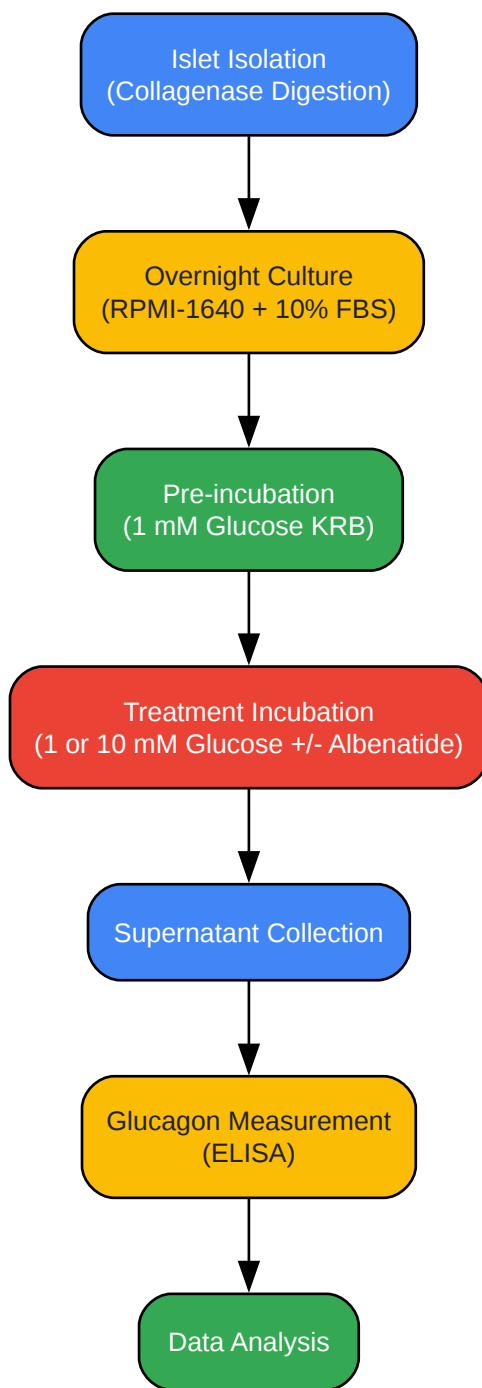 Islet Isolation
(Collagenase Digestion)
Overnight Culture
(RPMI-1640 + 10% FBS)
Pre-incubation
(1 mM Glucose KRB)
Treatment Incubation
(1 or 10 mM Glucose +/- Albenatide)
Supernatant Collection
Glucagon Measurement
(ELISA)
Data Analysis